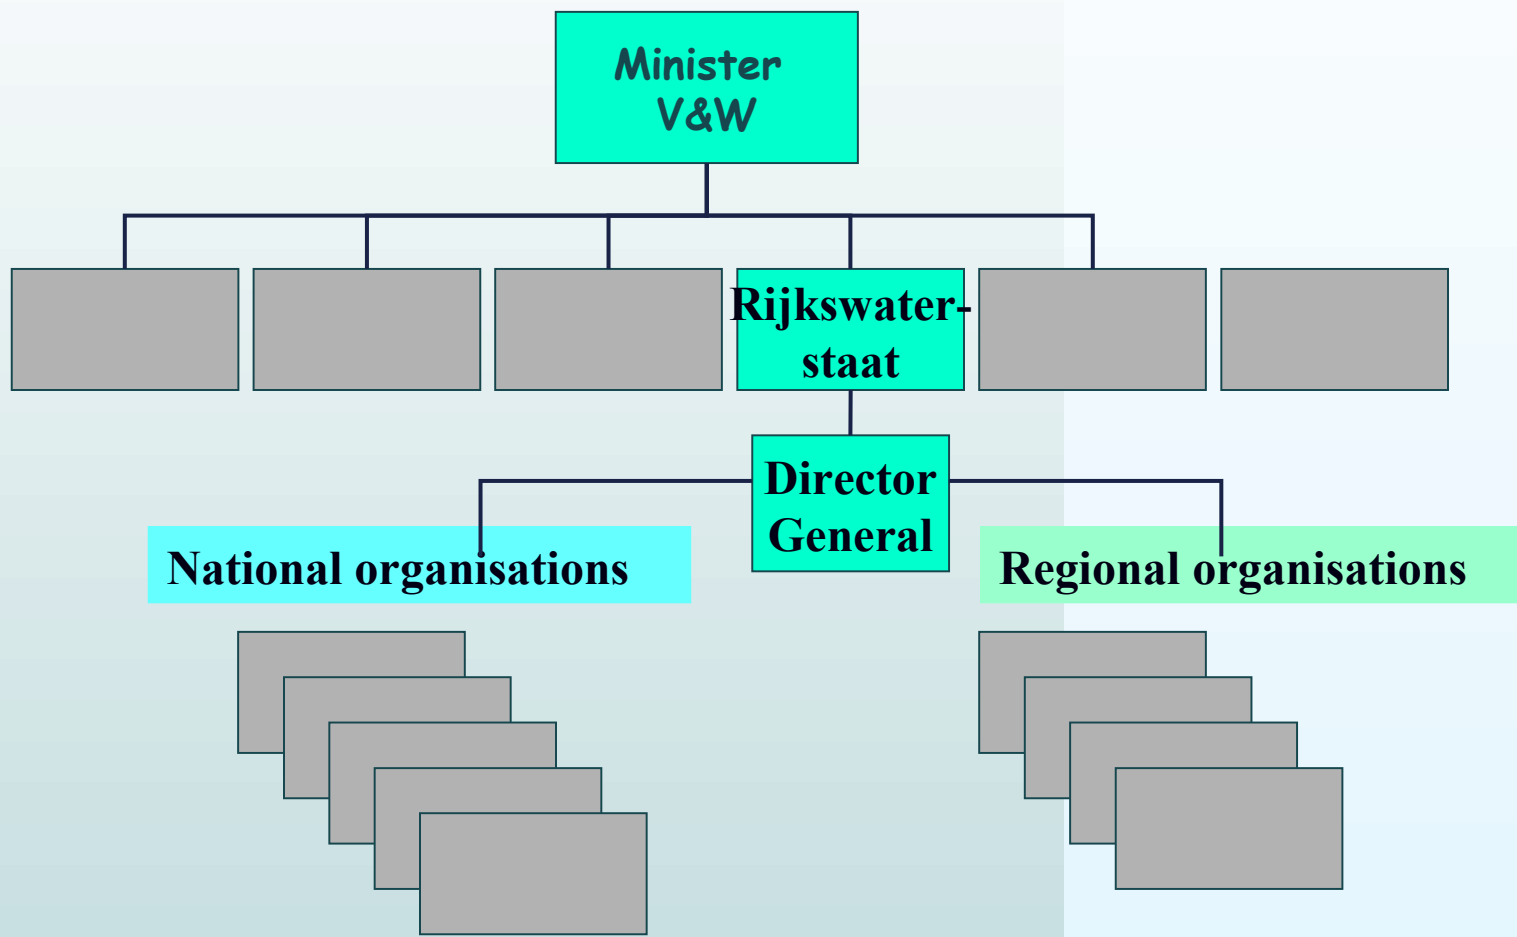 Minister
V&W
Rijkswater-
staat
Director
General
National organisations
Regional organisations